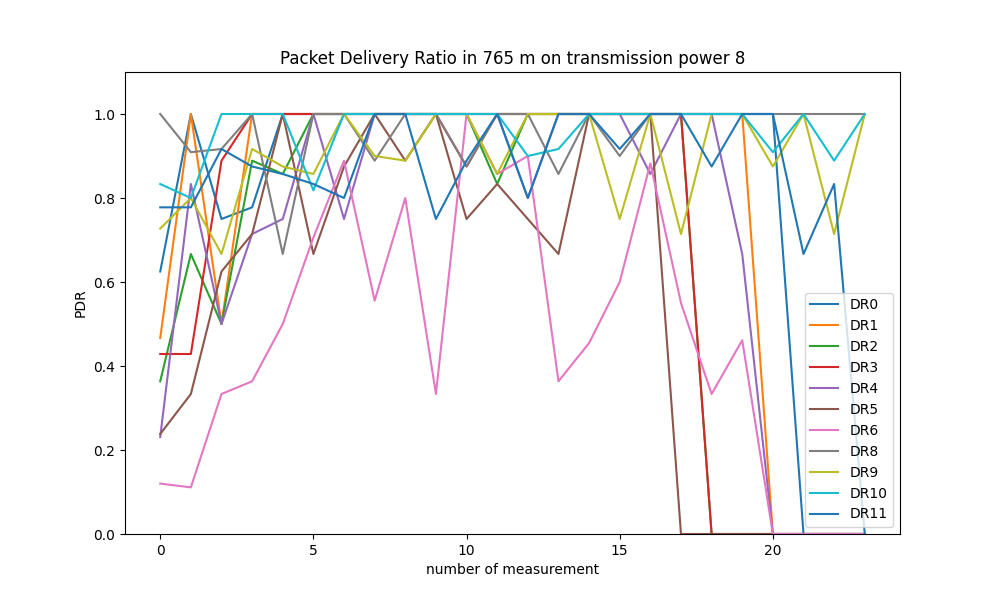 Packet Delivery Ratio in 765 m on transmission power 8
PDR
1.0
0.8
0.6
0.4
0.2
0.0
DR0
DR1
DR2
DR3
DR4
DR5
DR6
DR8
DR9
DR10
DR11
0 5 10 15 20
number of measurement